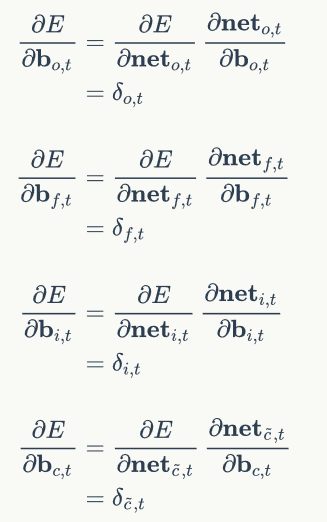 ∂E/∂𝐛_{o,t} = ∂E/∂𝐧𝐞𝐭_{o,t} ∂𝐧𝐞𝐭_{o,t}/∂𝐛_{o,t}
= δ_{o,t}
∂E/∂𝐛_{f,t} = ∂E/∂𝐧𝐞𝐭_{f,t} ∂𝐧𝐞𝐭_{f,t}/∂𝐛_{f,t}
= δ_{f,t}
∂E/∂𝐛_{i,t} = ∂E/∂𝐧𝐞𝐭_{i,t} ∂𝐧𝐞𝐭_{i,t}/∂𝐛_{i,t}
= δ_{i,t}
∂E/∂𝐛_{c,t} = ∂E/∂𝐧𝐞𝐭_{c̃,t} ∂𝐧𝐞𝐭_{c̃,t}/∂𝐛_{c,t}
= δ_{c̃,t}